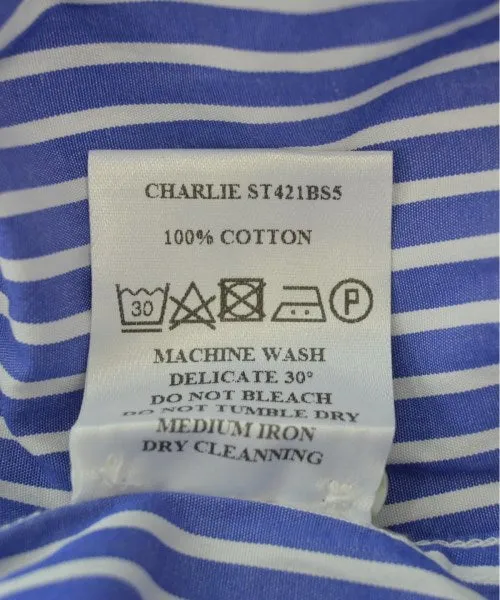 CHARLIE ST421BS5
100% COTTON
30 P
MACHINE WASH
DELICATE 30°
DO NOT BLEACH
DO NOT TUMBLE DRY
MEDIUM IRON
DRY CLEANNING